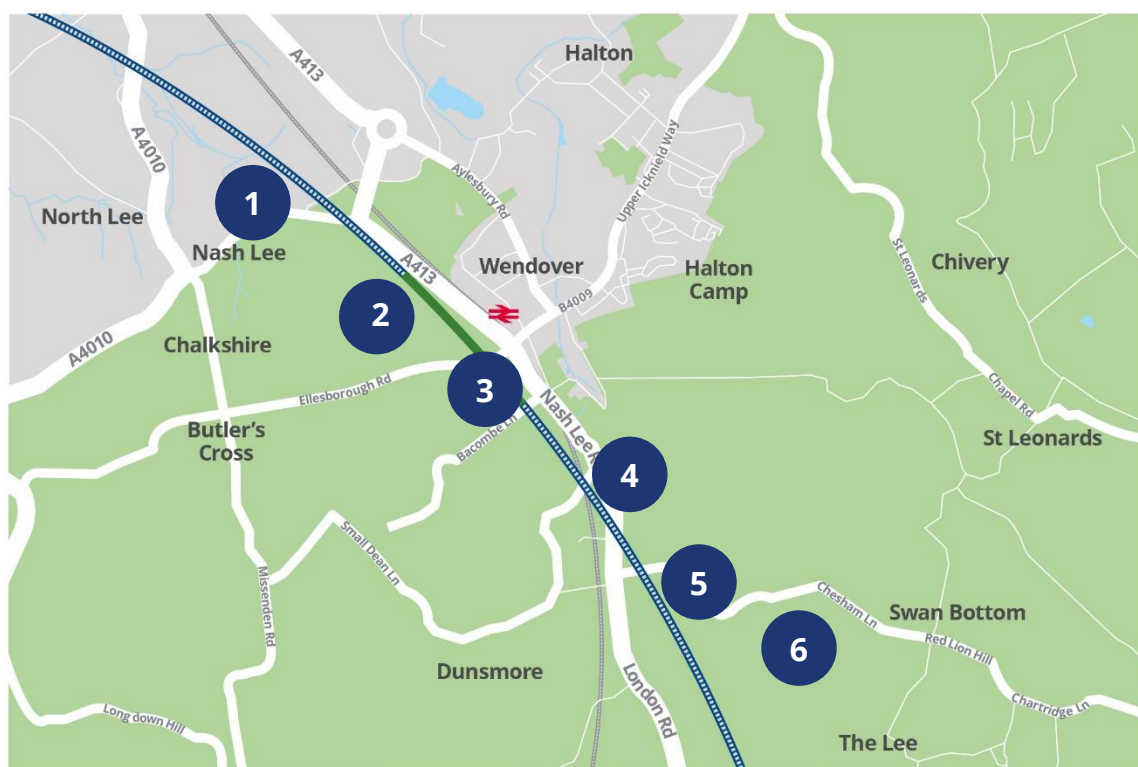 Halton
A413
A4010
Upper Icknield Way
Aylesbury Rd
1
North Lee
Nash Lee
St Leonards
A413
Wendover
Halton
Camp
Chivery
B4009
2
A4010
Chalkshire
Ellesborough Rd
3
Chapel Rd
Nash Lee R
Bacombe Ln
Butler's
Cross
St Leonards
4
Small Dean Ln
5
Missenden Rd
Chesham Ln
Swan Bottom
6
Red Lion Hill
Dunsmore
London Rd
Chartridge Ln
Longdown Hill
The Lee